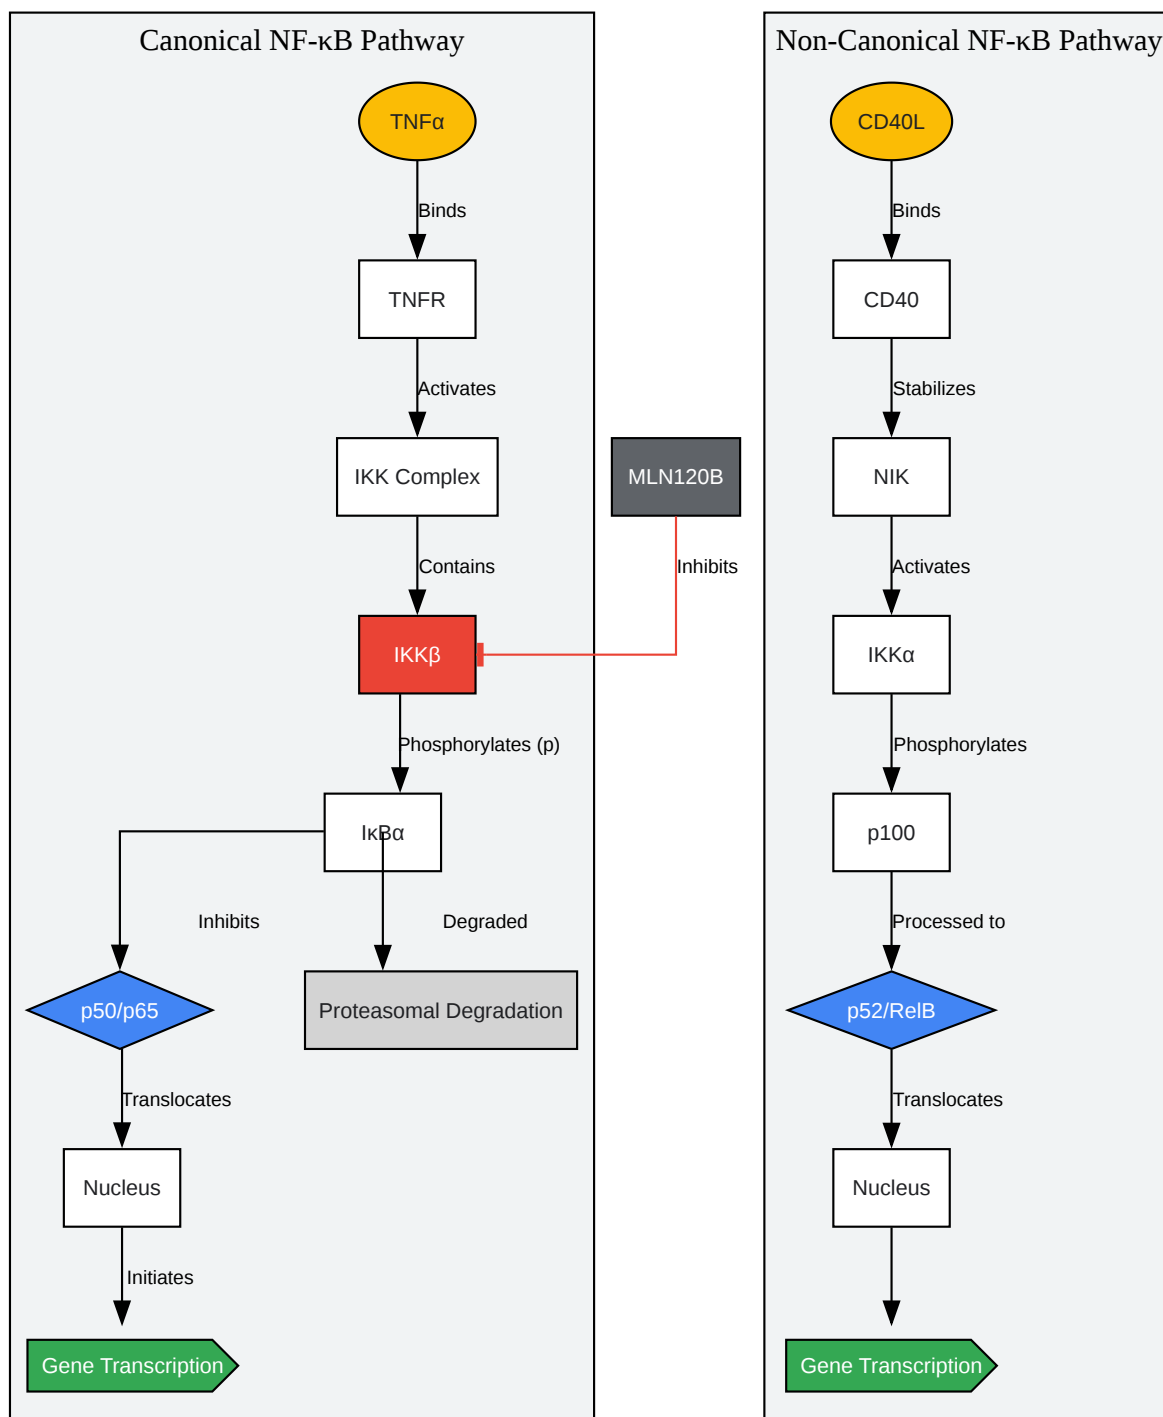 Canonical NF-κB Pathway
TNFα
Binds
TNFR
Activates
IKK Complex
Contains
IKKβ
Phosphorylates (p)
IκBα
Inhibits
Degraded
p50/p65
Proteasomal Degradation
Translocates
Nucleus
Initiates
Gene Transcription
MLN120B
Inhibits
Non-Canonical NF-κB Pathway
CD40L
Binds
CD40
Stabilizes
NIK
Activates
IKKα
Phosphorylates
p100
Processed to
p52/RelB
Translocates
Nucleus
Gene Transcription